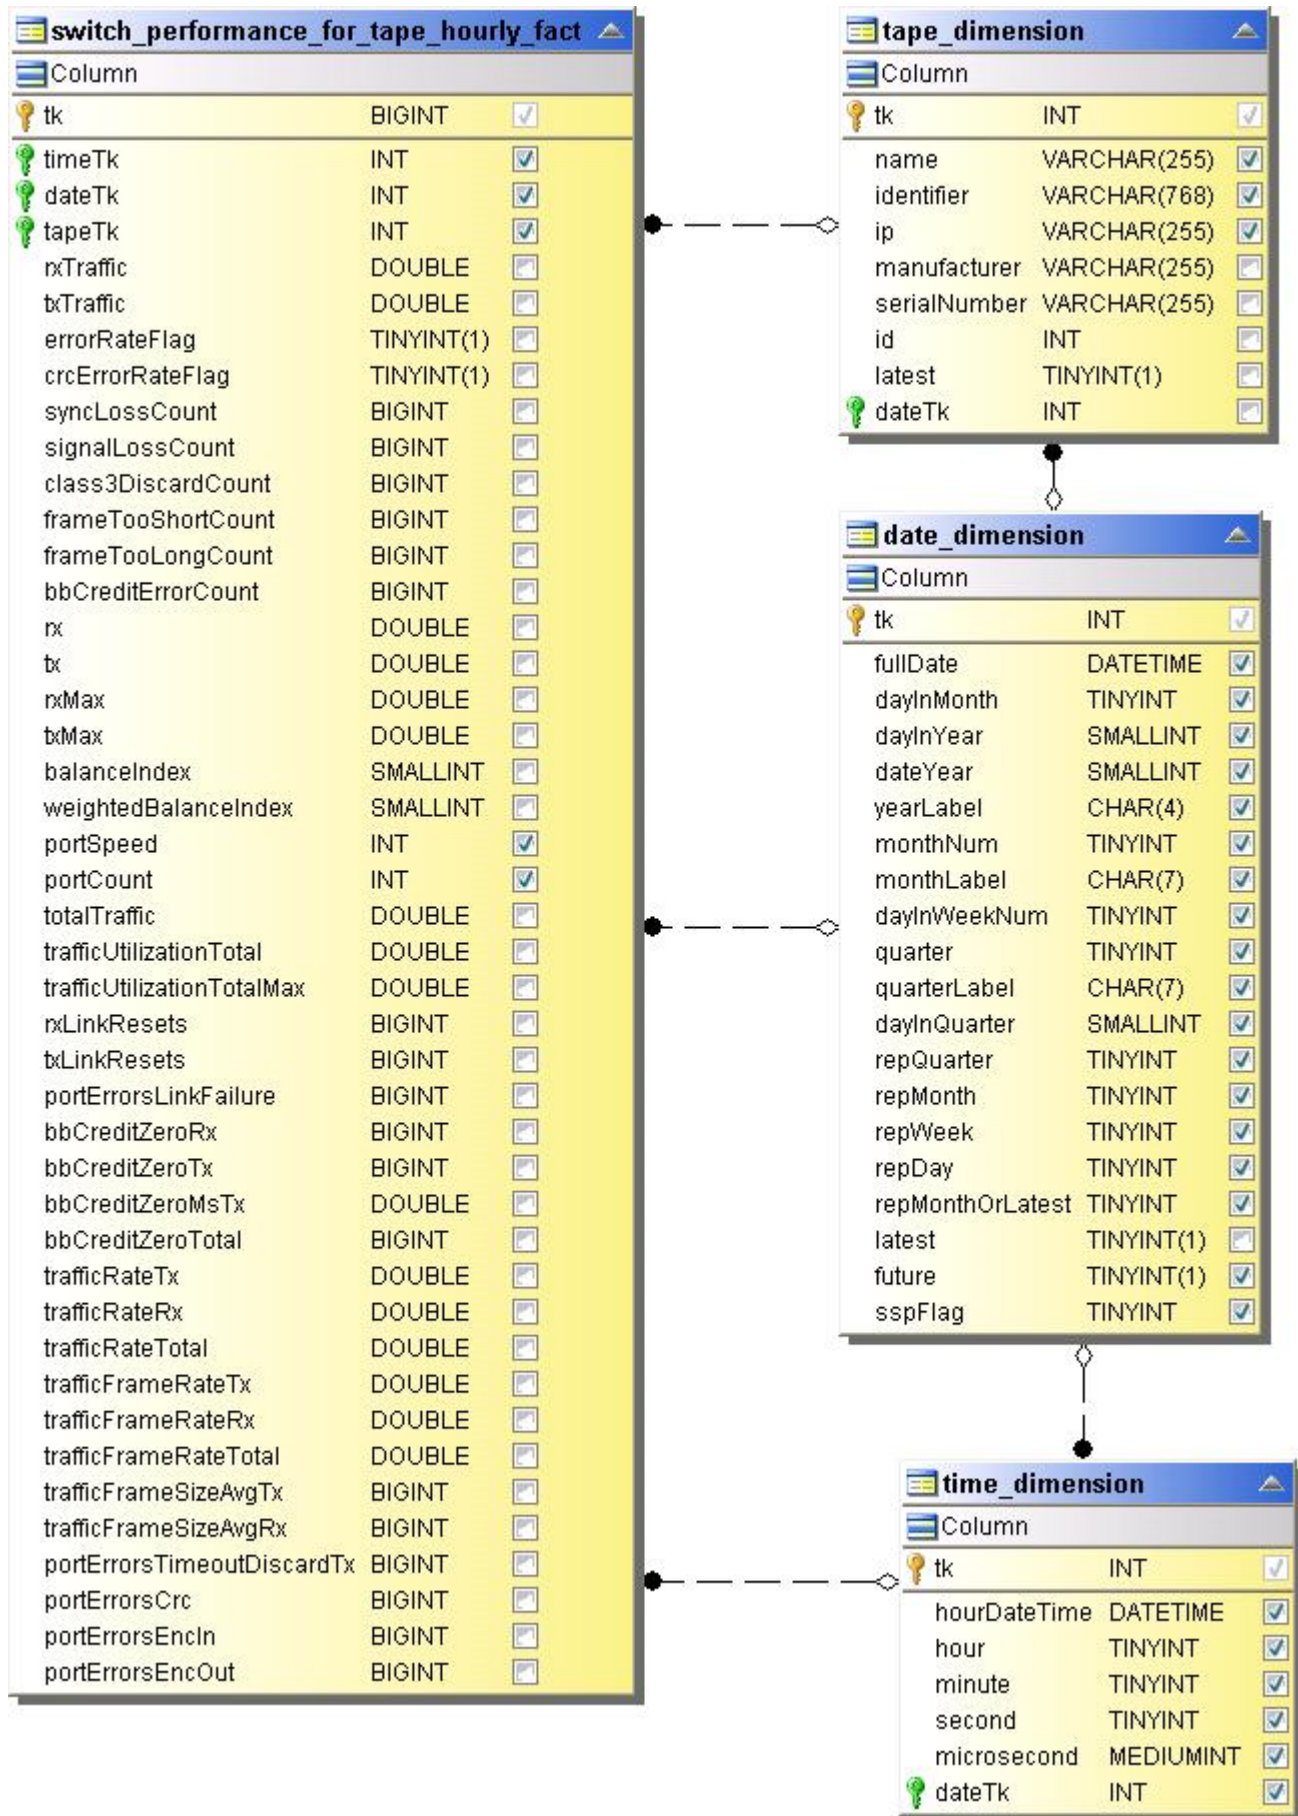 switch_performance_for_tape_hourly_fact
Column
tk BIGINT
timeTk INT
dateTk INT
tapeTk INT
rxTraffic DOUBLE
txTraffic DOUBLE
errorRateFlag TINYINT(1)
crcErrorRateFlag TINYINT(1)
syncLossCount BIGINT
signalLossCount BIGINT
class3DiscardCount BIGINT
frameTooShortCount BIGINT
frameTooLongCount BIGINT
bbCreditErrorCount BIGINT
rx DOUBLE
tx DOUBLE
rxMax DOUBLE
txMax DOUBLE
balanceIndex SMALLINT
weightedBalanceIndex SMALLINT
portSpeed INT
portCount INT
totalTraffic DOUBLE
trafficUtilizationTotal DOUBLE
trafficUtilizationTotalMax DOUBLE
rxLinkResets BIGINT
txLinkResets BIGINT
portErrorsLinkFailure BIGINT
bbCreditZeroRx BIGINT
bbCreditZeroTx BIGINT
bbCreditZeroMsTx DOUBLE
bbCreditZeroTotal BIGINT
trafficRateTx DOUBLE
trafficRateRx DOUBLE
trafficRateTotal DOUBLE
trafficFrameRateTx DOUBLE
trafficFrameRateRx DOUBLE
trafficFrameRateTotal DOUBLE
trafficFrameSizeAvgTx BIGINT
trafficFrameSizeAvgRx BIGINT
portErrorsTimeoutDiscardTx BIGINT
portErrorsCrc BIGINT
portErrorsEncIn BIGINT
portErrorsEncOut BIGINT
tape_dimension
Column
tk INT
name VARCHAR(255)
identifier VARCHAR(768)
ip VARCHAR(255)
manufacturer VARCHAR(255)
serialNumber VARCHAR(255)
id INT
latest TINYINT(1)
dateTk INT
date_dimension
Column
tk INT
fullDate DATETIME
dayInMonth TINYINT
dayInYear SMALLINT
dateYear SMALLINT
yearLabel CHAR(4)
monthNum TINYINT
monthLabel CHAR(7)
dayInWeekNum TINYINT
quarter TINYINT
quarterLabel CHAR(7)
dayInQuarter SMALLINT
repQuarter TINYINT
repMonth TINYINT
repWeek TINYINT
repDay TINYINT
repMonthOrLatest TINYINT
latest TINYINT(1)
future TINYINT(1)
sspFlag TINYINT
time_dimension
Column
tk INT
hourDateTime DATETIME
hour TINYINT
minute TINYINT
second TINYINT
microsecond MEDIUMINT
dateTk INT